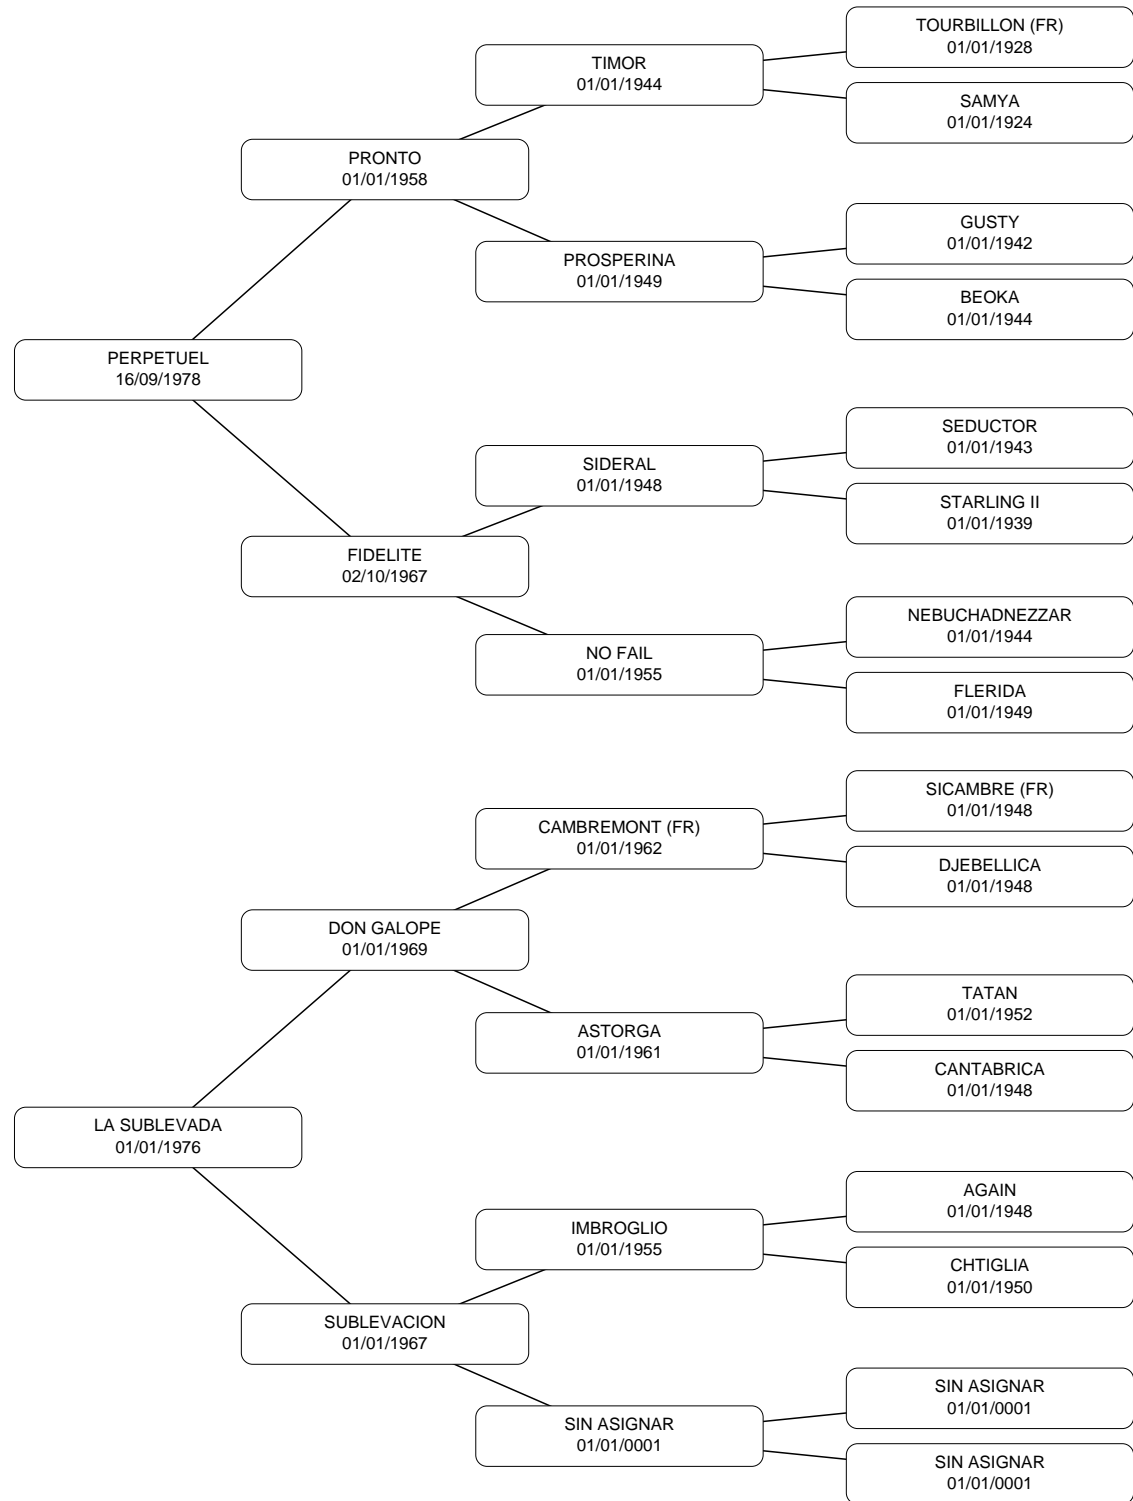 TOURBILLON (FR)
01/01/1928
TIMOR
01/01/1944
SAMYA
01/01/1924
PRONTO
01/01/1958
GUSTY
01/01/1942
PROSPERINA
01/01/1949
BEOKA
01/01/1944
PERPETUEL
16/09/1978
SEDUCTOR
01/01/1943
SIDERAL
01/01/1948
STARLING II
01/01/1939
FIDELITE
02/10/1967
NEBUCHADNEZZAR
01/01/1944
NO FAIL
01/01/1955
FLERIDA
01/01/1949
SICAMBRE (FR)
01/01/1948
CAMBREMONT (FR)
01/01/1962
DJEBELLICA
01/01/1948
DON GALOPE
01/01/1969
TATAN
01/01/1952
ASTORGA
01/01/1961
CANTABRICA
01/01/1948
LA SUBLEVADA
01/01/1976
AGAIN
01/01/1948
IMBROGLIO
01/01/1955
CHTIGLIA
01/01/1950
SUBLEVACION
01/01/1967
SIN ASIGNAR
01/01/0001
SIN ASIGNAR
01/01/0001
SIN ASIGNAR
01/01/0001